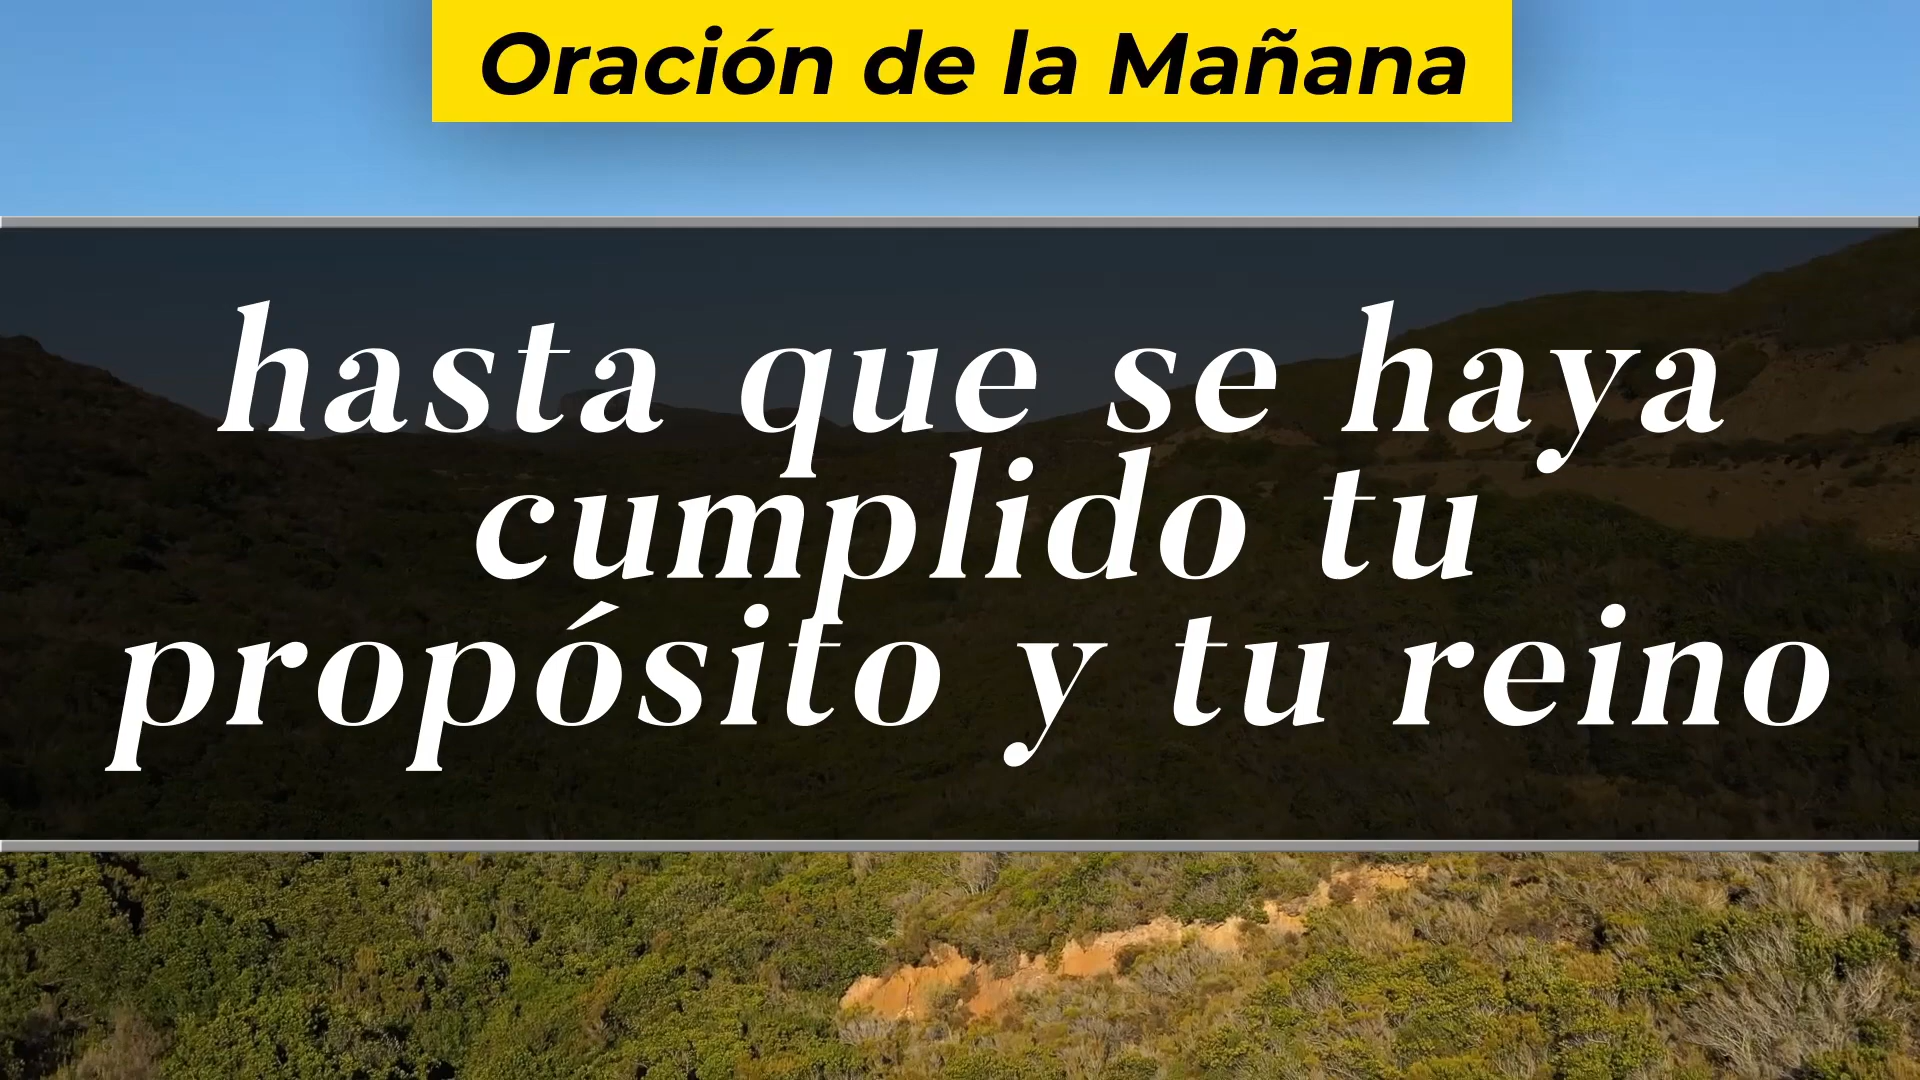 Oración de la Mañana
hasta que se haya
cumplido tu
propósito y tu reino